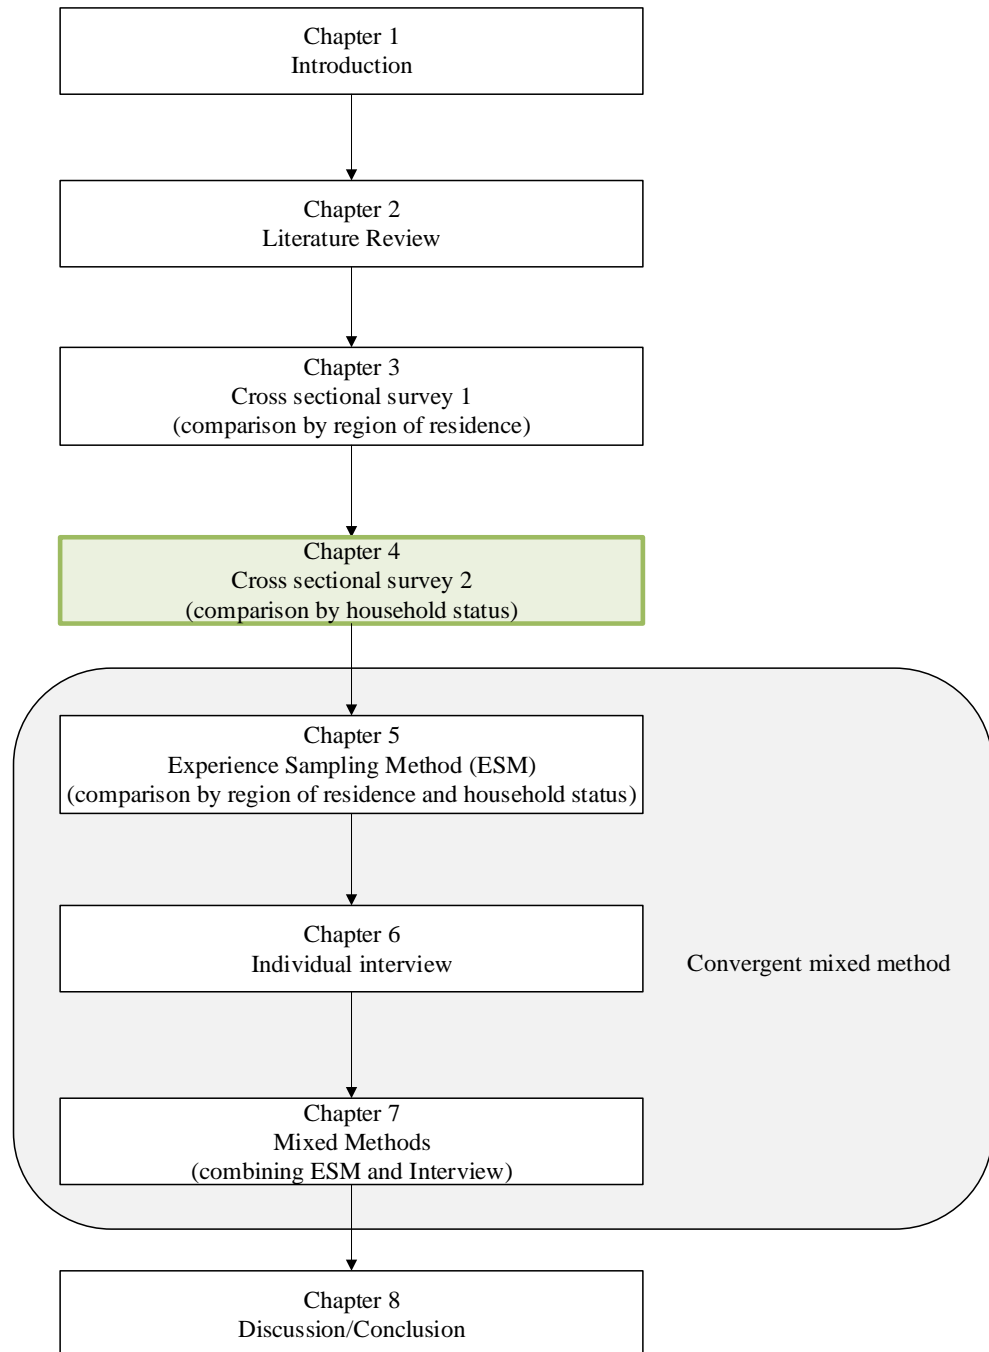 Chapter 1
Introduction
Chapter 2
Literature Review
Chapter 3
Cross sectional survey 1
(comparison by region of residence)
Chapter 4
Cross sectional survey 2
(comparison by household status)
Chapter 5
Experience Sampling Method (ESM)
(comparison by region of residence and household status)
Chapter 6
Individual interview
Convergent mixed method
Chapter 7
Mixed Methods
(combining ESM and Interview)
Chapter 8
Discussion/Conclusion